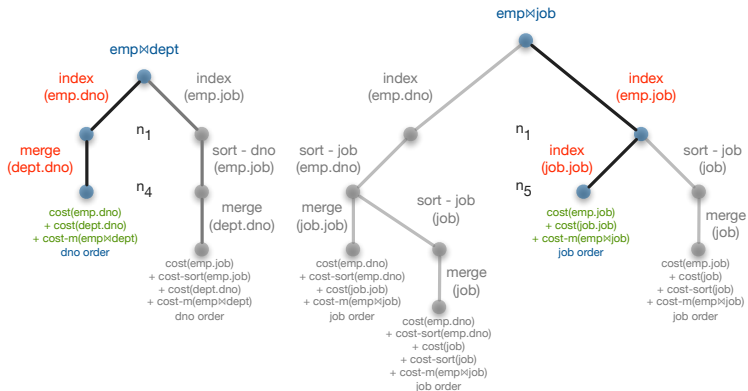 emp⋈dept
index
(emp.dno)
index
(emp.job)
n1
merge
(dept.dno)
sort - dno
(emp.job)
n4
merge
(dept.dno)
cost(emp.dno)
+ cost(dept.dno)
+ cost-m(emp⋈dept)
dno order
cost(emp.job)
+ cost-sort(emp.job)
+ cost(dept.dno)
+ cost-m(emp⋈dept)
dno order
emp⋈job
index
(emp.dno)
index
(emp.job)
n1
sort - job
(emp.dno)
index
(job.job)
sort - job
(job)
n5
merge
(job.job)
sort - job
(job)
merge
(job)
merge
(job)
cost(emp.dno)
+ cost-sort(emp.dno)
+ cost(job.job)
+ cost-m(emp⋈job)
job order
cost(emp.dno)
+ cost-sort(emp.dno)
+ cost(job)
+ cost-sort(job)
+ cost-m(emp⋈job)
job order
cost(emp.job)
+ cost(job.job)
+ cost-m(emp⋈job)
job order
cost(emp.job)
+ cost(job)
+ cost-sort(job)
+ cost-m(emp⋈job)
job order